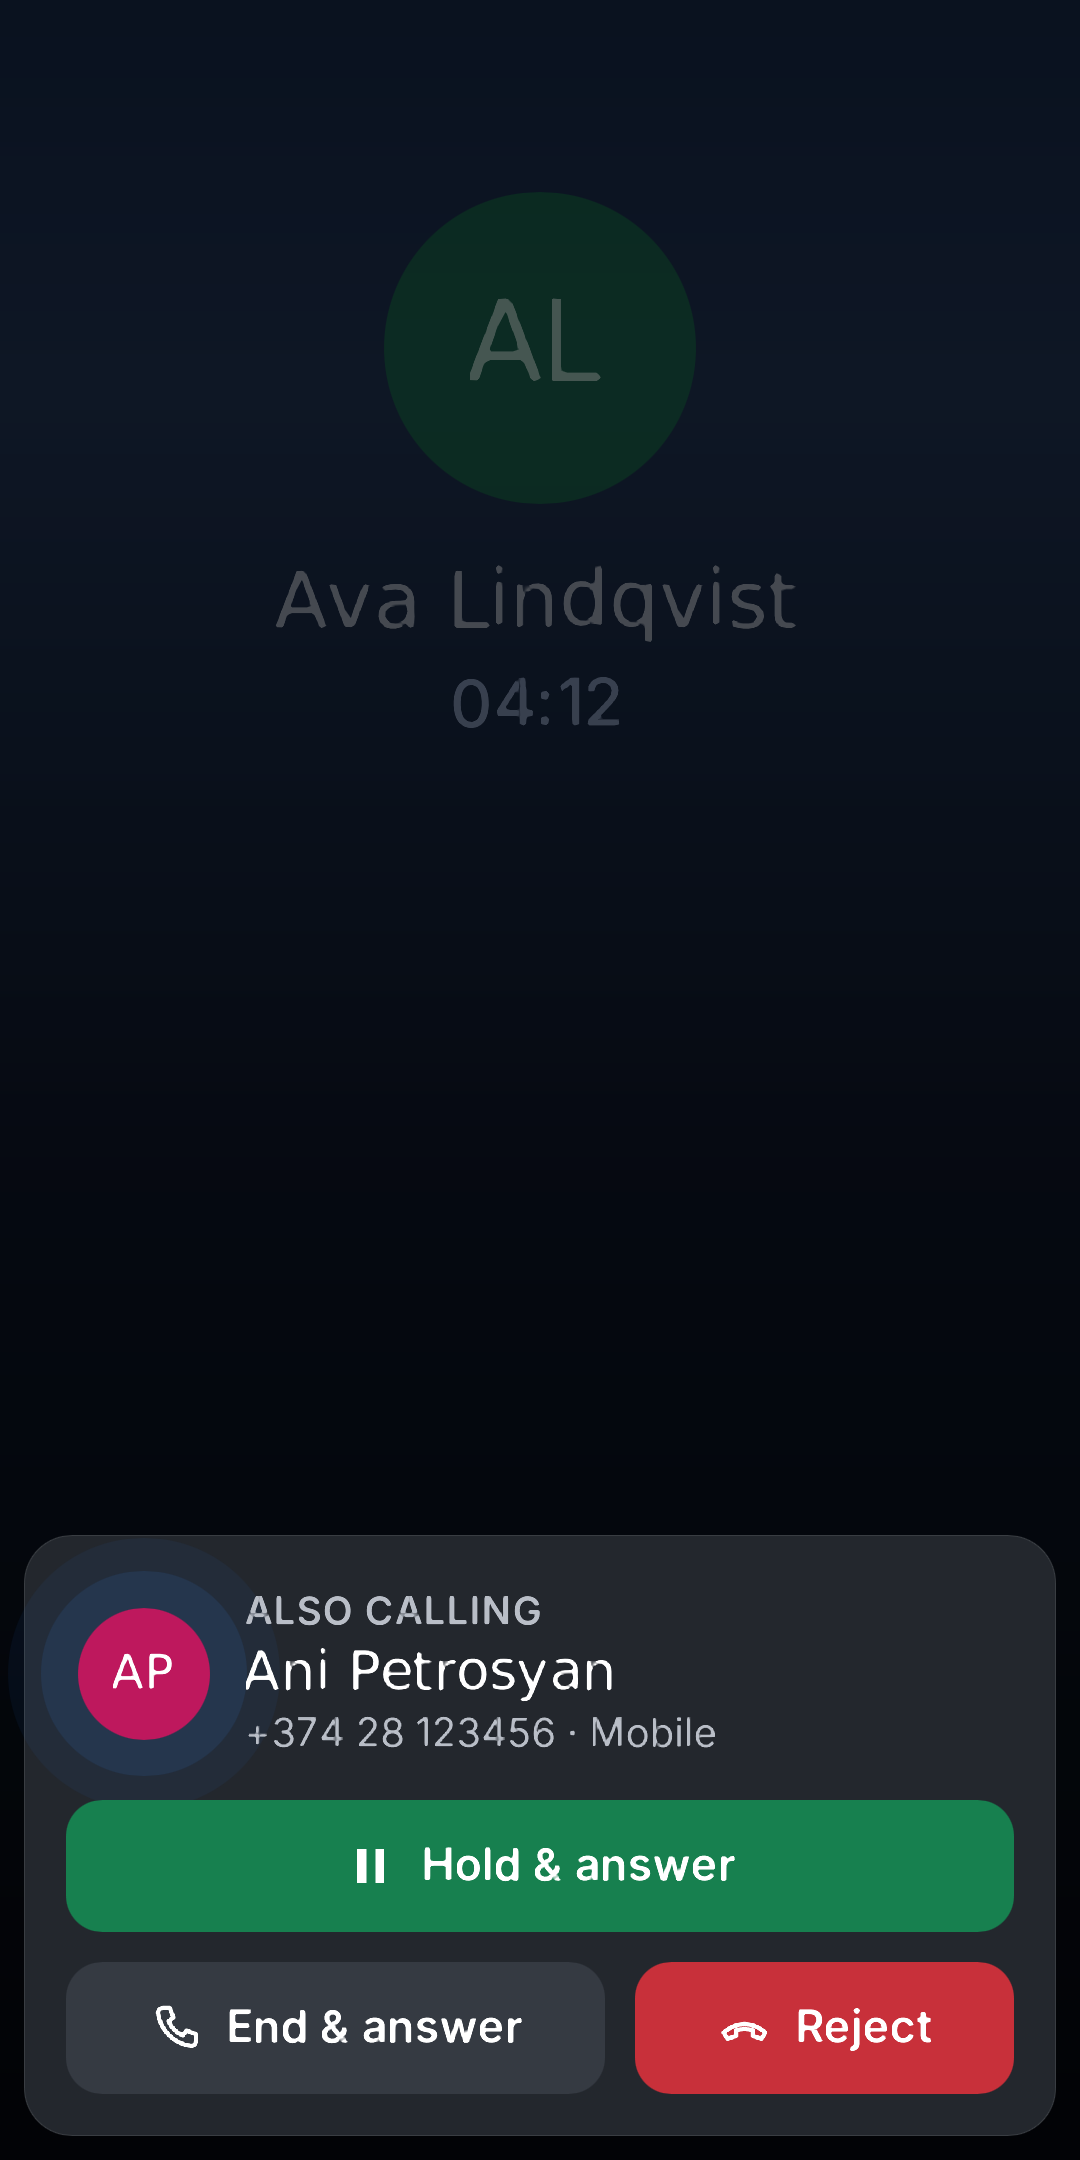 AL
Ava Lindqvist
04:12
ALSO CALLING
AP
Ani Petrosyan
+374 28 123456 · Mobile
Hold & answer
End & answer
Reject